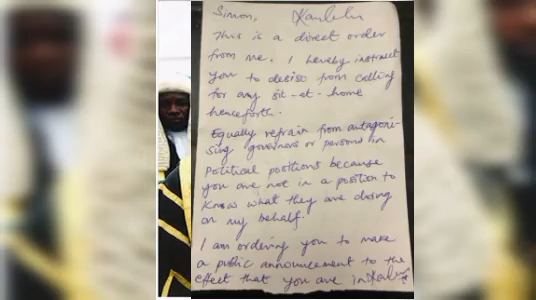 Simon,
This is a direct order
from me. I hereby instruct
you to desist from calling
for any sit-at-home
henceforth.
Equally refrain from antagoni-
sing governors or persons in
political positions because
you are not in a position to
know what they are doing
on my behalf.
I am ordering you to make
a public announcement to the
effect that you are in